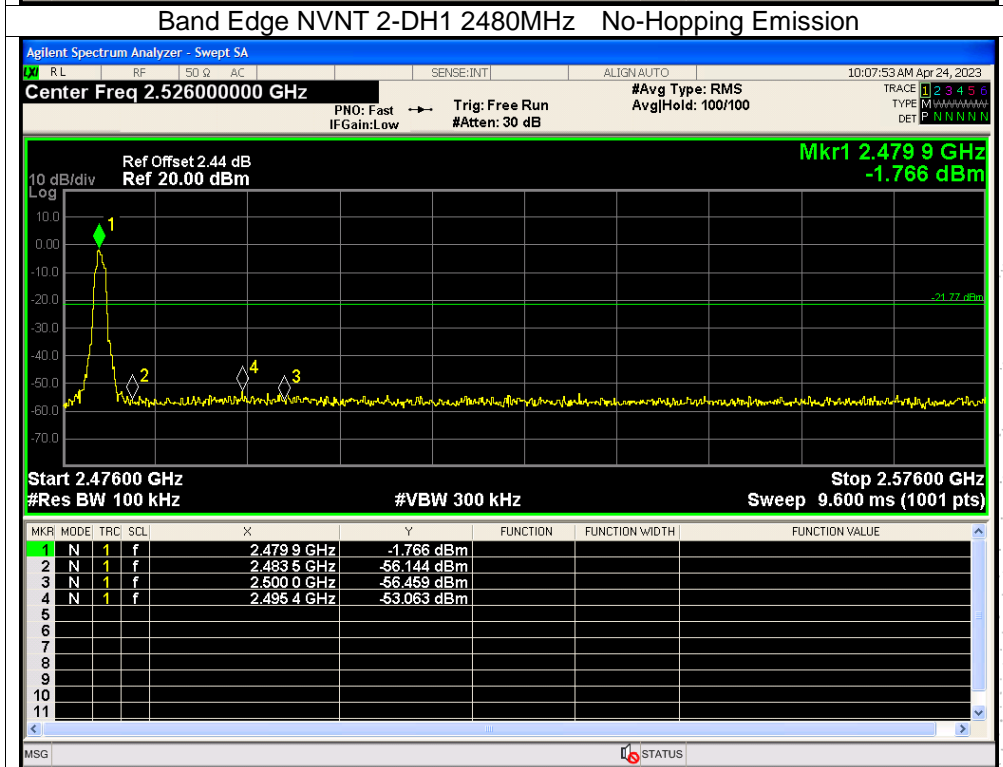 Band Edge NVNT 2-DH1 2480MHz No-Hopping Emission
Agilent Spectrum Analyzer - Swept SA
LXI RL RF 50 Ω AC SENSE:INT ALIGN AUTO 10:07:53 AM Apr 24, 2023
Center Freq 2.526000000 GHz #Avg Type: RMS TRACE 1 2 3 4 5 6
PNO: Fast Trig: Free Run Avg|Hold: 100/100 TYPE M WWWWW
IFGain:Low #Atten: 30 dB DET P N N N N N
Mkr1 2.479 9 GHz
Ref Offset 2.44 dB
10 dB/div Ref 20.00 dBm -1.766 dBm
Log
10.0
1
0.00
-10.0
-20.0 -21.77 dBm
-30.0
-40.0
2 4 3
-50.0
-60.0
-70.0
Start 2.47600 GHz Stop 2.57600 GHz
#Res BW 100 kHz #VBW 300 kHz Sweep 9.600 ms (1001 pts)
MKR MODE TRC SCL X Y FUNCTION FUNCTION WIDTH FUNCTION VALUE
1 N 1 f 2.479 9 GHz -1.766 dBm
2 N 1 f 2.483 5 GHz -56.144 dBm
3 N 1 f 2.500 0 GHz -56.459 dBm
4 N 1 f 2.495 4 GHz -53.063 dBm
5
6
7
8
9
10
11
MSG STATUS